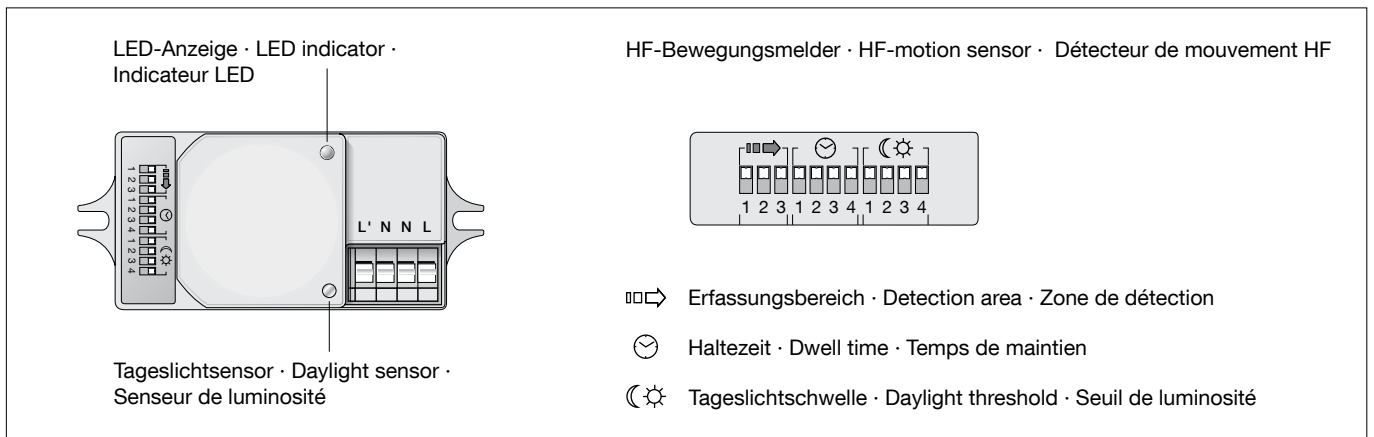 LED-Anzeige · LED indicator ·
Indicateur LED
HF-Bewegungsmelder · HF-motion sensor · Détecteur de mouvement HF
1
2
3
1
2
3
4
1
2
3
4
L' N N L
1 2 3 1 2 3 4 1 2 3 4
Erfassungsbereich · Detection area · Zone de détection
Haltezeit · Dwell time · Temps de maintien
Tageslichtschwelle · Daylight threshold · Seuil de luminosité
Tageslichtsensor · Daylight sensor ·
Senseur de luminosité